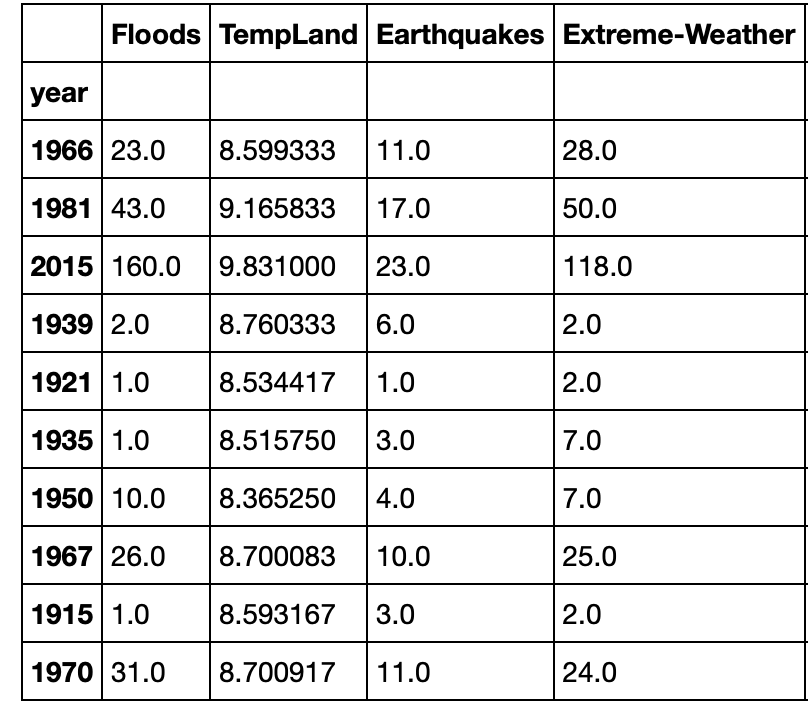 Floods TempLand Earthquakes Extreme-Weather
year
1966 23.0 8.599333 11.0 28.0
1981 43.0 9.165833 17.0 50.0
2015 160.0 9.831000 23.0 118.0
1939 2.0 8.760333 6.0 2.0
1921 1.0 8.534417 1.0 2.0
1935 1.0 8.515750 3.0 7.0
1950 10.0 8.365250 4.0 7.0
1967 26.0 8.700083 10.0 25.0
1915 1.0 8.593167 3.0 2.0
1970 31.0 8.700917 11.0 24.0